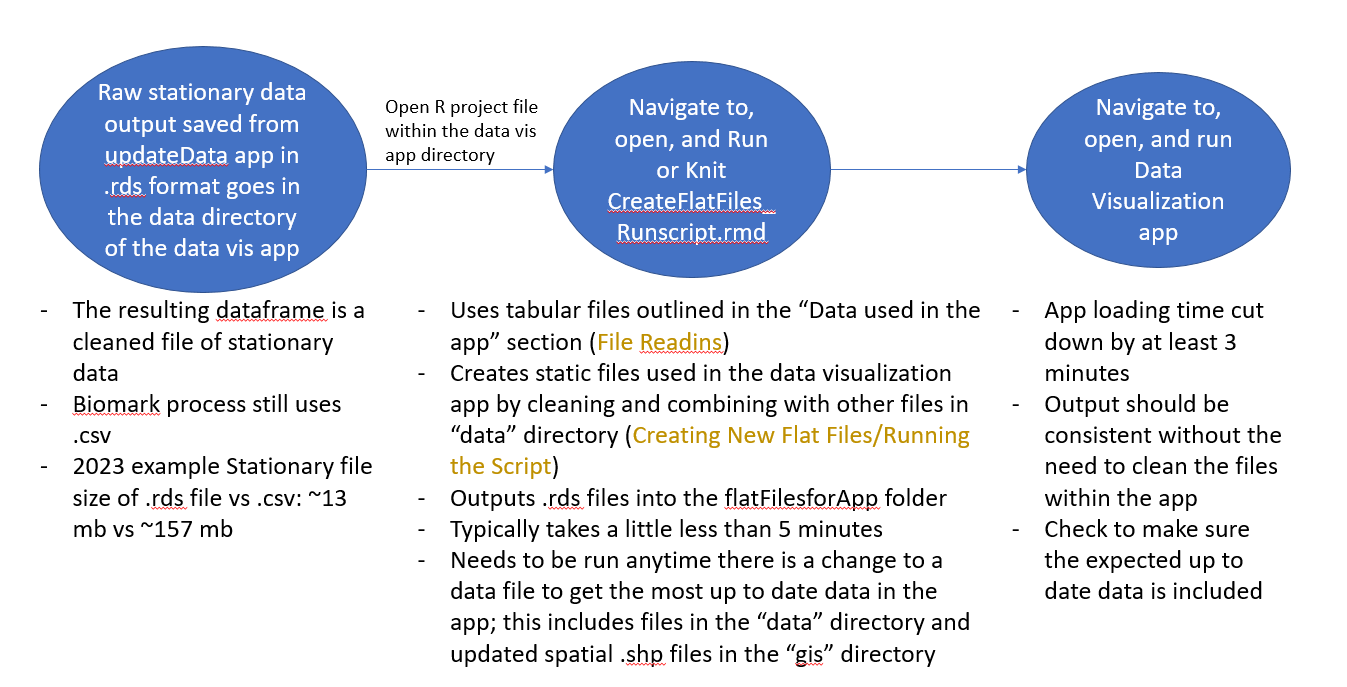 Raw stationary data
output saved from
updateData app in
.rds format goes in
the data directory
of the data vis app
Open R project file
within the data vis
app directory
Navigate to,
open, and Run
or Knit
CreateFlatFiles_
Runscript.rmd
Navigate to,
open, and run
Data
Visualization
app
- The resulting dataframe is a
cleaned file of stationary
data
- Biomark process still uses
.csv
- 2023 example Stationary file
size of .rds file vs .csv: ~13
mb vs ~157 mb
- Uses tabular files outlined in the “Data used in the
app” section (File Readins)
- Creates static files used in the data visualization
app by cleaning and combining with other files in
“data” directory (Creating New Flat Files/Running
the Script)
- Outputs .rds files into the flatFilesforApp folder
- Typically takes a little less than 5 minutes
- Needs to be run anytime there is a change to a
data file to get the most up to date data in the
app; this includes files in the “data” directory and
updated spatial .shp files in the “gis” directory
- App loading time cut
down by at least 3
minutes
- Output should be
consistent without the
need to clean the files
within the app
- Check to make sure
the expected up to
date data is included